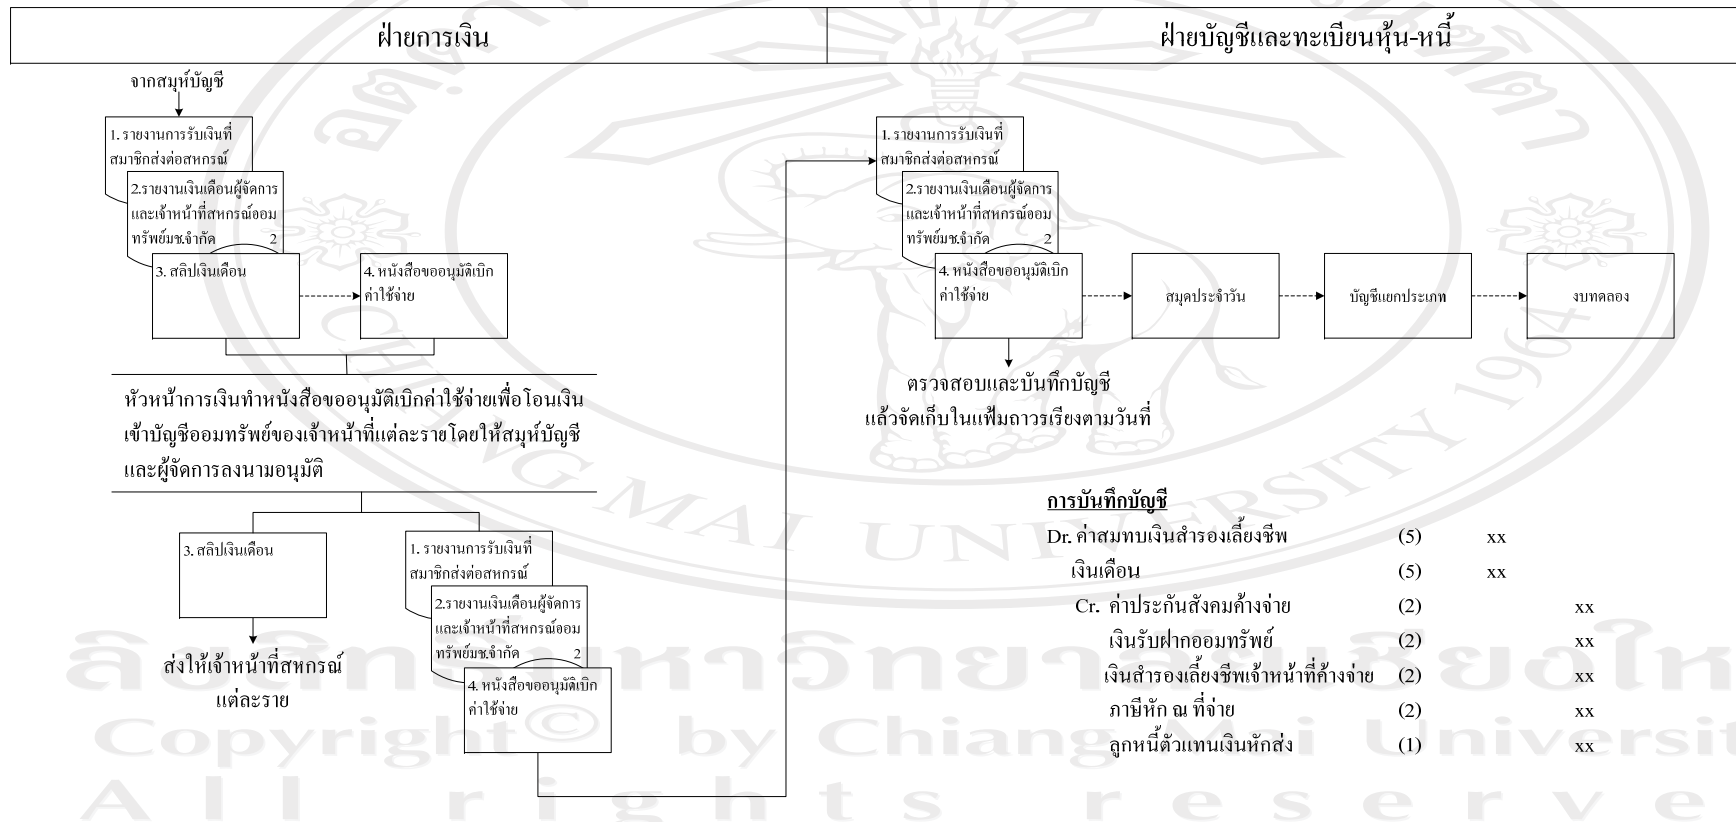 ฝ่ายการเงิน
ฝ่ายบัญชีและทะเบียนหุ้น-หนี้
จากสมุห์บัญชี
1. รายงานการรับเงินที่
สมาชิกส่งต่อสหกรณ์
2.รายงานเงินเดือนผู้จัดการ
และเจ้าหน้าที่สหกรณ์ออม
ทรัพย์มช.จำกัด 2
3. สลิปเงินเดือน
4. หนังสือขออนุมัติเบิก
ค่าใช้จ่าย
หัวหน้าการเงินทำหนังสือขออนุมัติเบิกค่าใช้จ่ายเพื่อโอนเงิน
เข้าบัญชีออมทรัพย์ของเจ้าหน้าที่แต่ละรายโดยให้สมุห์บัญชี
และผู้จัดการลงนามอนุมัติ
3. สลิปเงินเดือน
ส่งให้เจ้าหน้าที่สหกรณ์
แต่ละราย
1. รายงานการรับเงินที่
สมาชิกส่งต่อสหกรณ์
2.รายงานเงินเดือนผู้จัดการ
และเจ้าหน้าที่สหกรณ์ออม
ทรัพย์มช.จำกัด 2
4. หนังสือขออนุมัติเบิก
ค่าใช้จ่าย
1. รายงานการรับเงินที่
สมาชิกส่งต่อสหกรณ์
2.รายงานเงินเดือนผู้จัดการ
และเจ้าหน้าที่สหกรณ์ออม
ทรัพย์มช.จำกัด 2
4. หนังสือขออนุมัติเบิก
ค่าใช้จ่าย
สมุดประจำวัน
บัญชีแยกประเภท
งบทดลอง
ตรวจสอบและบันทึกบัญชี
แล้วจัดเก็บในแฟ้มถาวรเรียงตามวันที่
การบันทึกบัญชี
Dr. ค่าสมทบเงินสำรองเลี้ยงชีพ (5) xx
เงินเดือน (5) xx
Cr. ค่าประกันสังคมค้างจ่าย (2) xx
เงินรับฝากออมทรัพย์ (2) xx
เงินสำรองเลี้ยงชีพเจ้าหน้าที่ค้างจ่าย (2) xx
ภาษีหัก ณ ที่จ่าย (2) xx
ลูกหนี้ตัวแทนเงินหักส่ง (1) xx
CHIANG MAI UNIVERSITY 1964
Copyright © by Chiang Mai Universit
All rights reserve